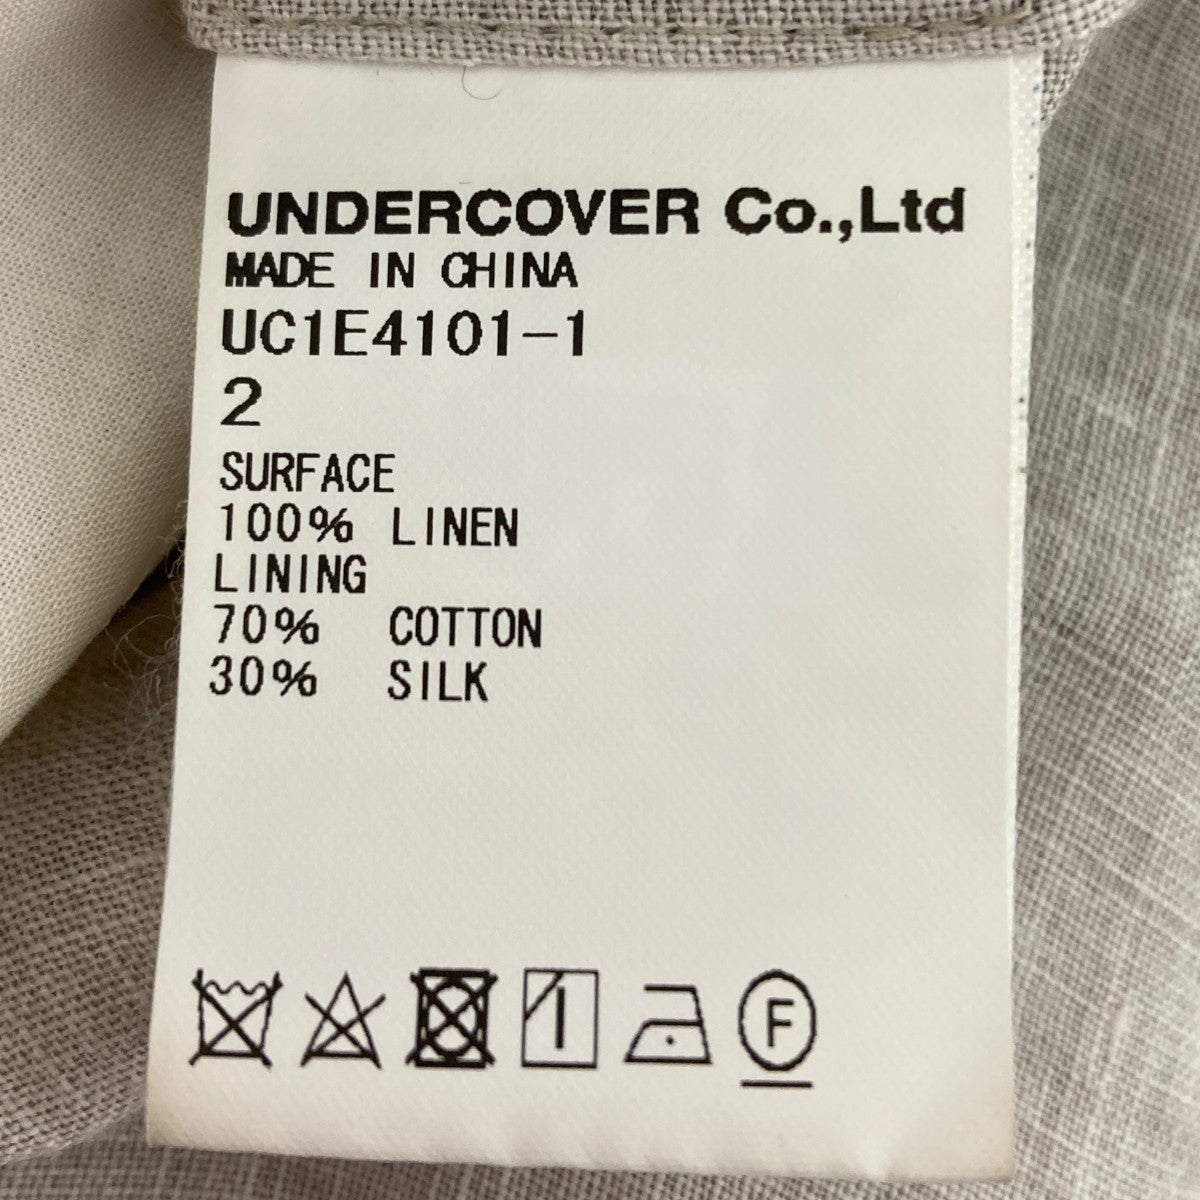 UNDERCOVER Co.,Ltd
MADE IN CHINA
UC1E4101-1
2
SURFACE
100% LINEN
LINING
70% COTTON
30% SILK
F